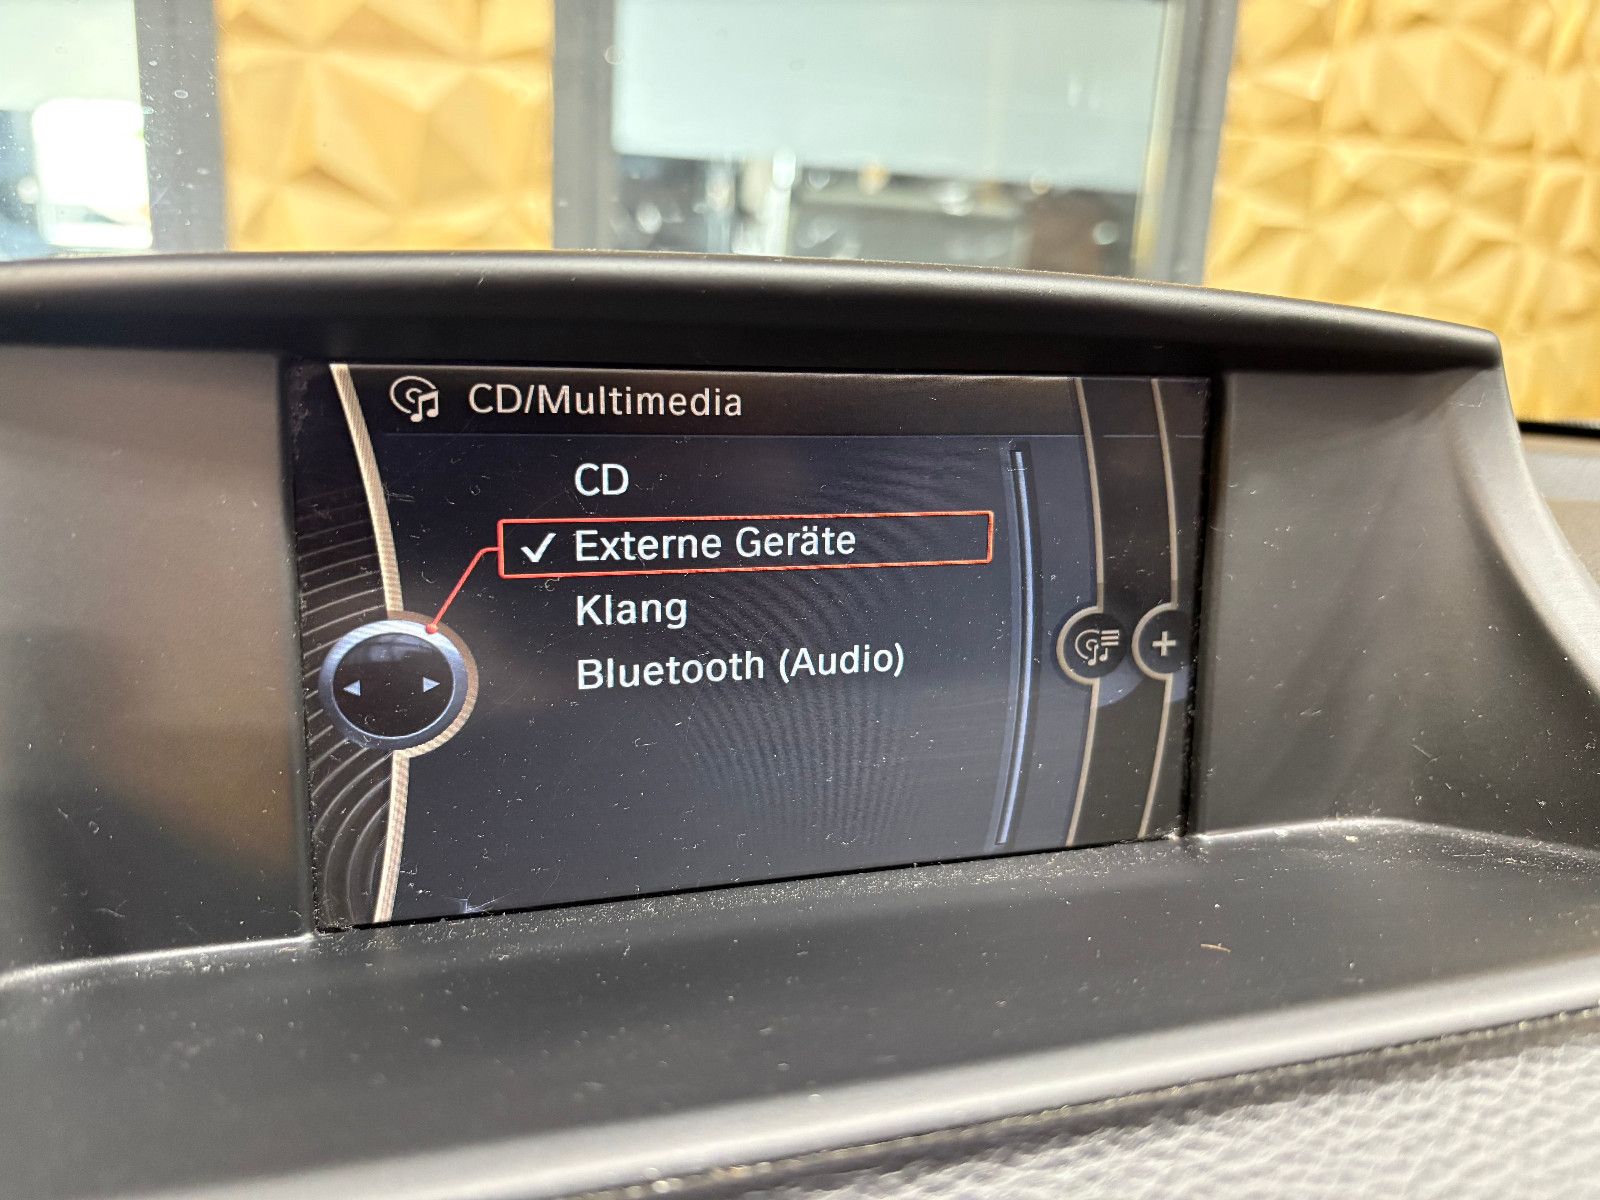 CD/Multimedia
CD
✓ Externe Geräte
Klang
Bluetooth (Audio)